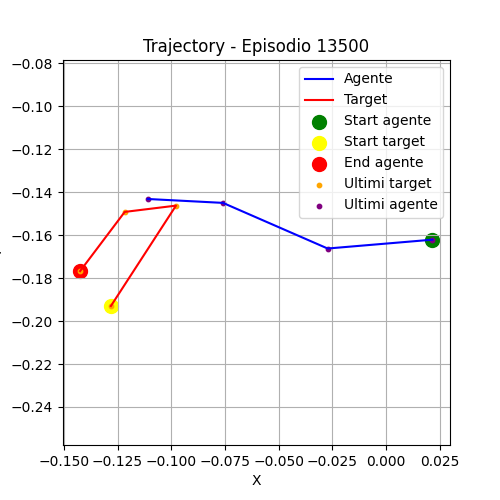 Trajectory - Episodio 13500
Agente
Target
Start agente
Start target
End agente
Ultimi target
Ultimi agente
−0.08
−0.10
−0.12
−0.14
−0.16
−0.18
−0.20
−0.22
−0.24
−0.150 −0.125 −0.100 −0.075 −0.050 −0.025 0.000 0.025
X